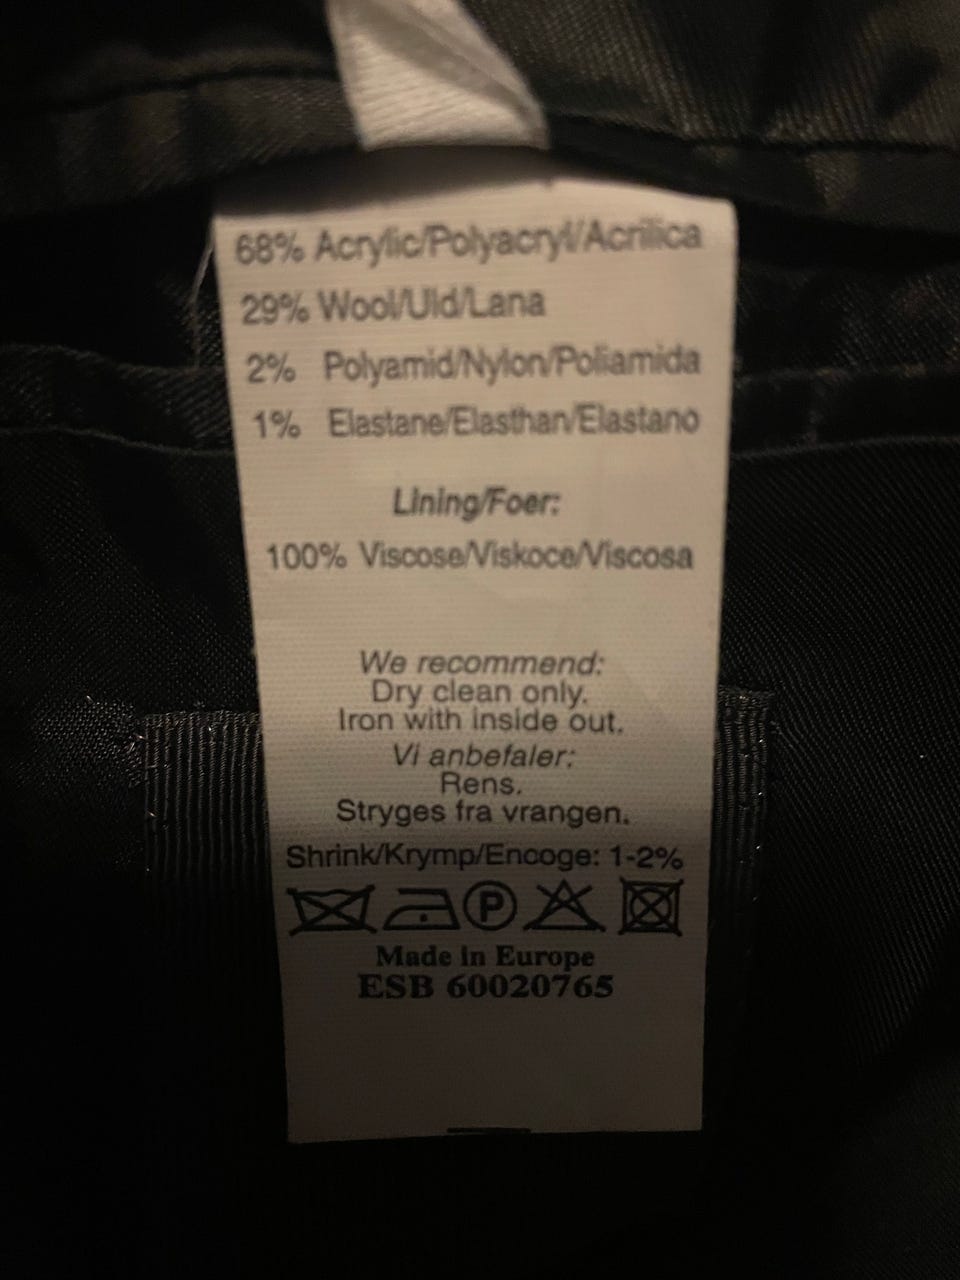 68% Acrylic/Polyacryl/Acrilica
29% Wool/Uld/Lana
2% Polyamid/Nylon/Poliamida
1% Elastane/Elasthan/Elastano
Lining/Foer:
100% Viscose/Viskoce/Viscosa
We recommend:
Dry clean only.
Iron with inside out.
Vi anbefaler:
Rens.
Stryges fra vrangen.
Shrink/Krymp/Encoge: 1-2%
P
Made in Europe
ESB 60020765